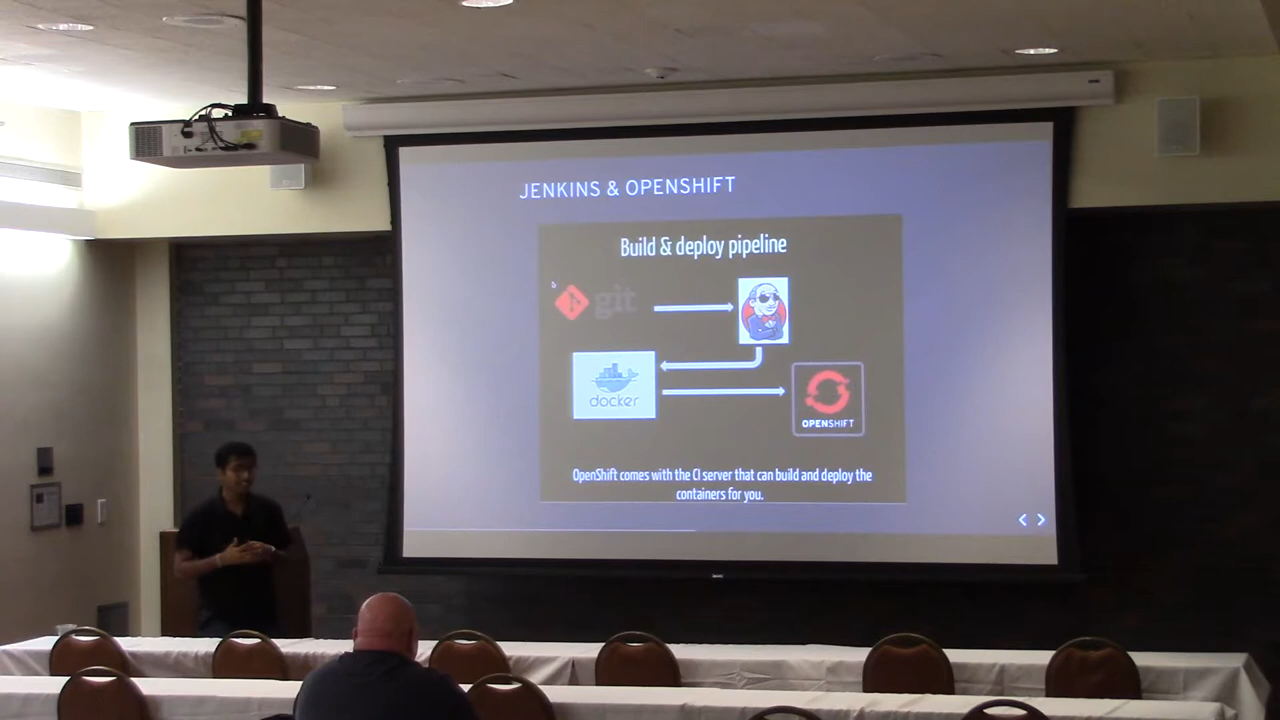 JENKINS & OPENSHIFT
Build & deploy pipeline
git
docker
OPENSHIFT
OpenShift comes with the CI server that can build and deploy the
containers for you.